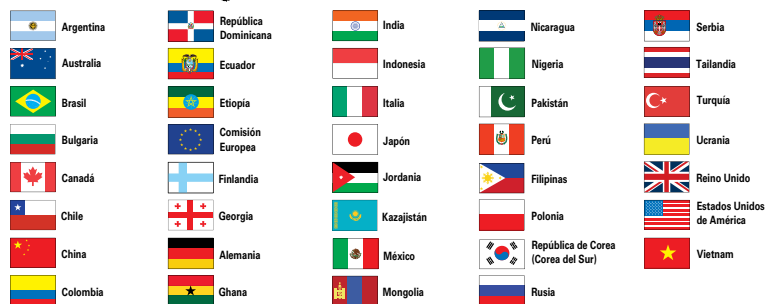 Argentina
Australia
Brasil
Bulgaria
Canadá
Chile
China
Colombia
República
Dominicana
Ecuador
Etiopía
Comisión
Europea
Finlandia
Georgia
Alemania
Ghana
India
Indonesia
Italia
Japón
Jordania
Kazajistán
México
Mongolia
Nicaragua
Nigeria
Pakistán
Perú
Filipinas
Polonia
República de Corea
(Corea del Sur)
Rusia
Serbia
Tailandia
Turquía
Ucrania
Reino Unido
Estados Unidos
de América
Vietnam